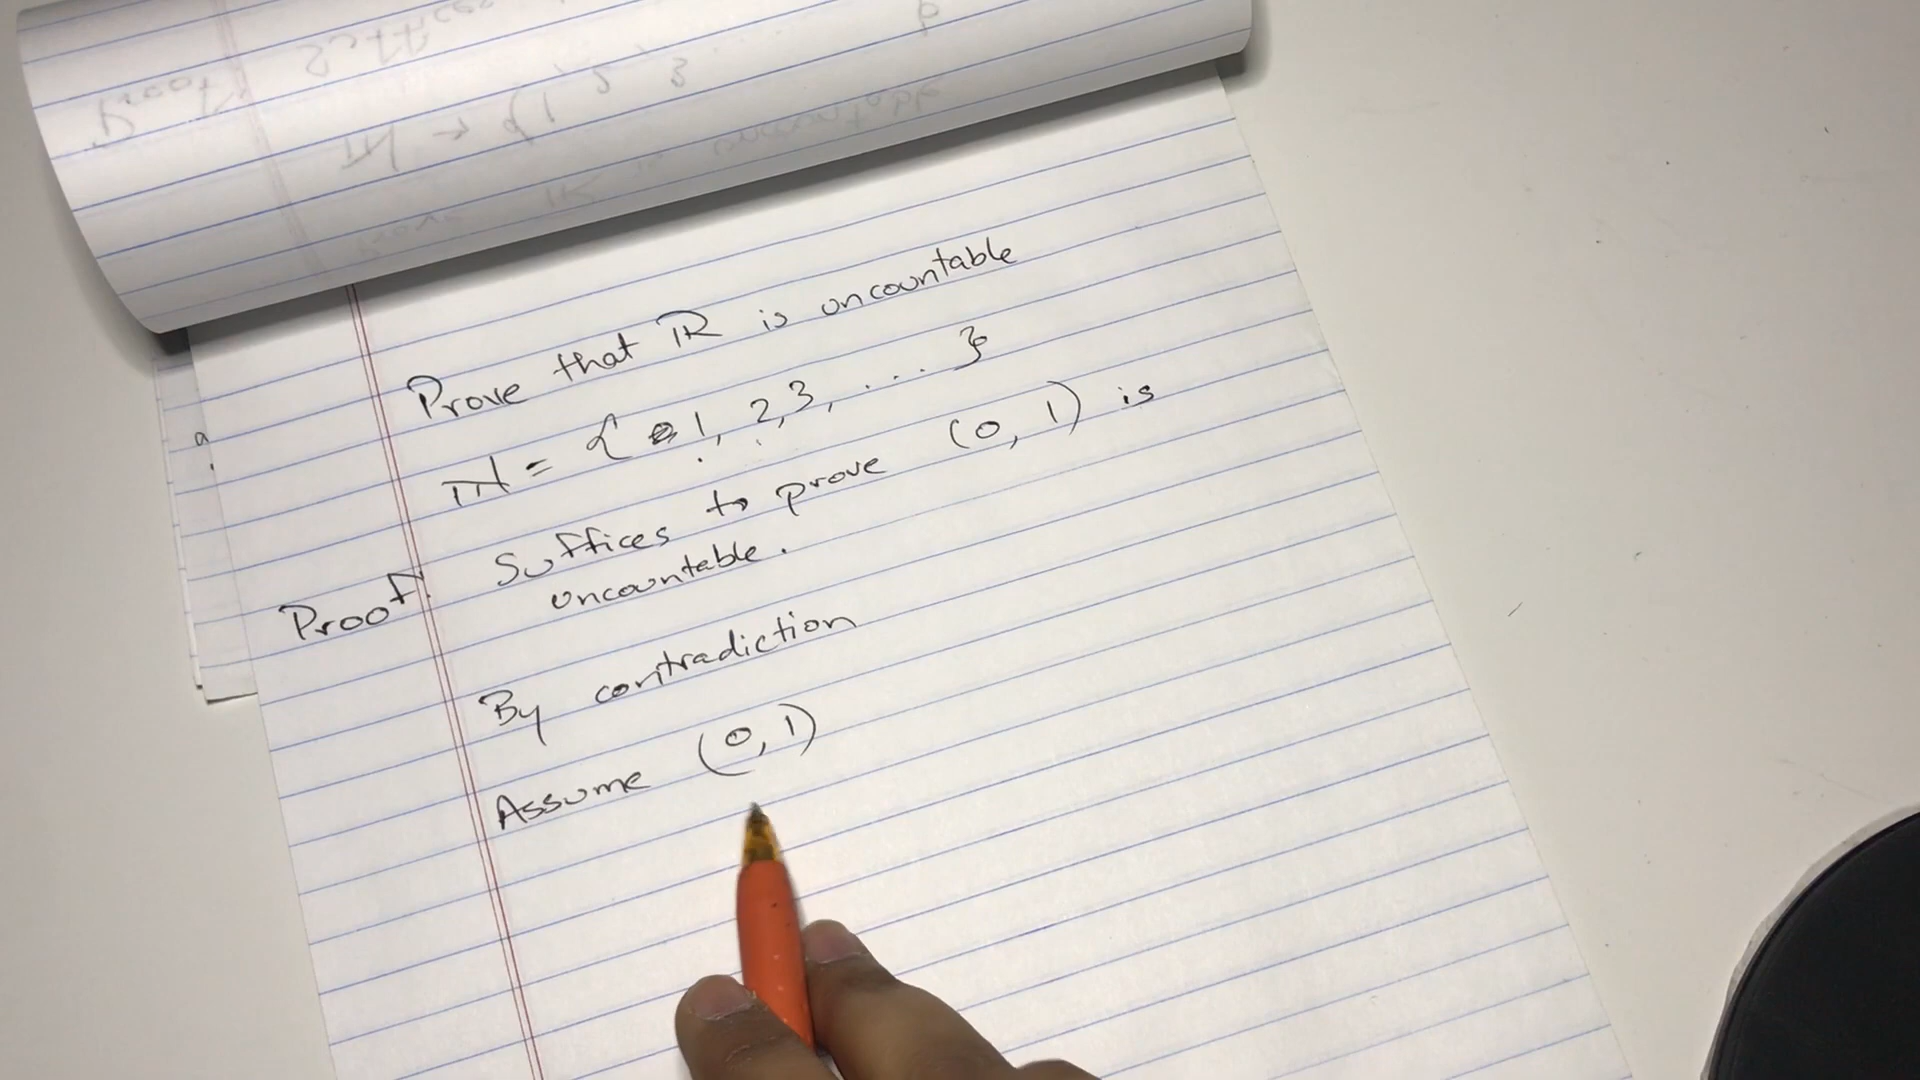 Prove that ℝ is uncountable
ℕ = { 1, 2, 3, ... }
Proof. Suffices to prove (0, 1) is
uncountable.
By contradiction
Assume (0, 1)